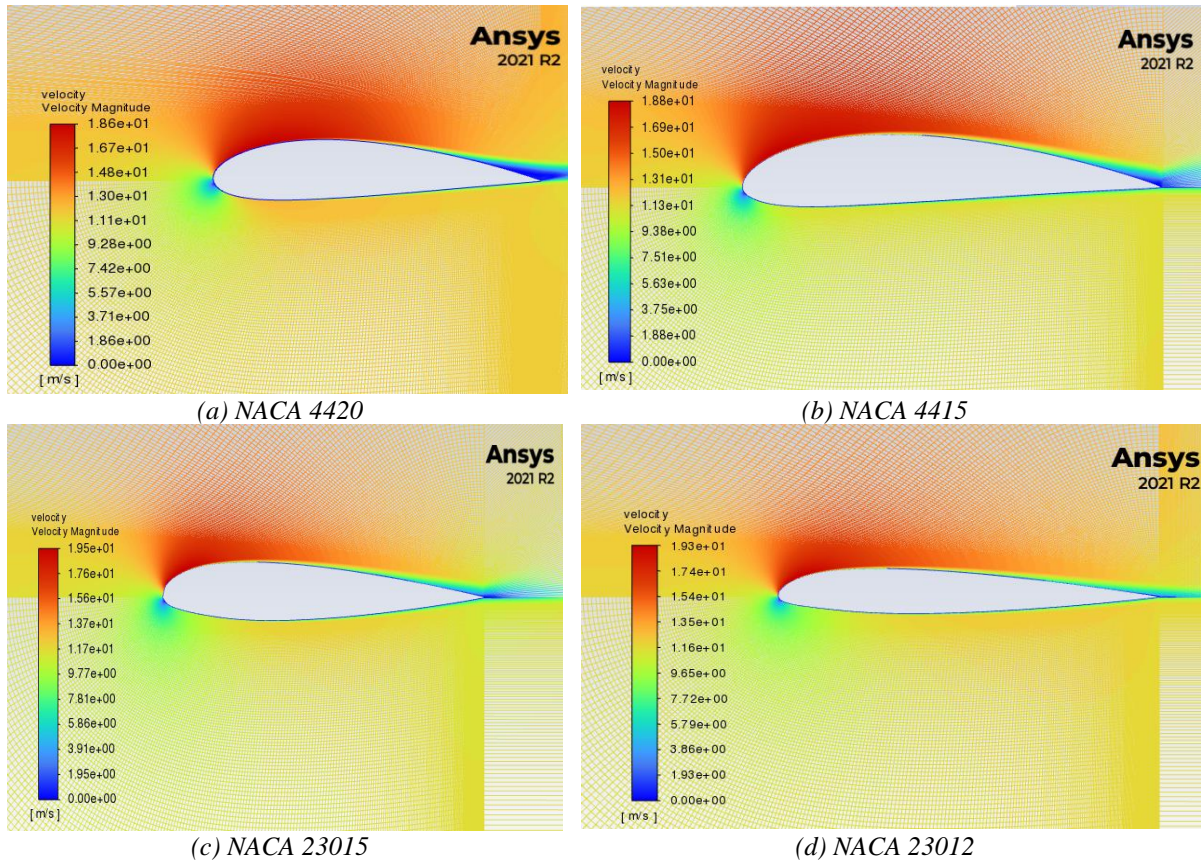 Ansys
2021 R2
velocity
Velocity Magnitude
1.86e+01
1.67e+01
1.48e+01
1.30e+01
1.11e+01
9.28e+00
7.42e+00
5.57e+00
3.71e+00
1.86e+00
0.00e+00
[ m/s ]
(a) NACA 4420
Ansys
2021 R2
velocity
Velocity Magnitude
1.88e+01
1.69e+01
1.50e+01
1.31e+01
1.13e+01
9.38e+00
7.51e+00
5.63e+00
3.75e+00
1.88e+00
0.00e+00
[ m/s ]
(b) NACA 4415
Ansys
2021 R2
velocity
Velocity Magnitude
1.95e+01
1.76e+01
1.56e+01
1.37e+01
1.17e+01
9.77e+00
7.81e+00
5.86e+00
3.91e+00
1.95e+00
0.00e+00
[ m/s ]
(c) NACA 23015
Ansys
2021 R2
velocity
Velocity Magnitude
1.93e+01
1.74e+01
1.54e+01
1.35e+01
1.16e+01
9.65e+00
7.72e+00
5.79e+00
3.86e+00
1.93e+00
0.00e+00
[ m/s ]
(d) NACA 23012